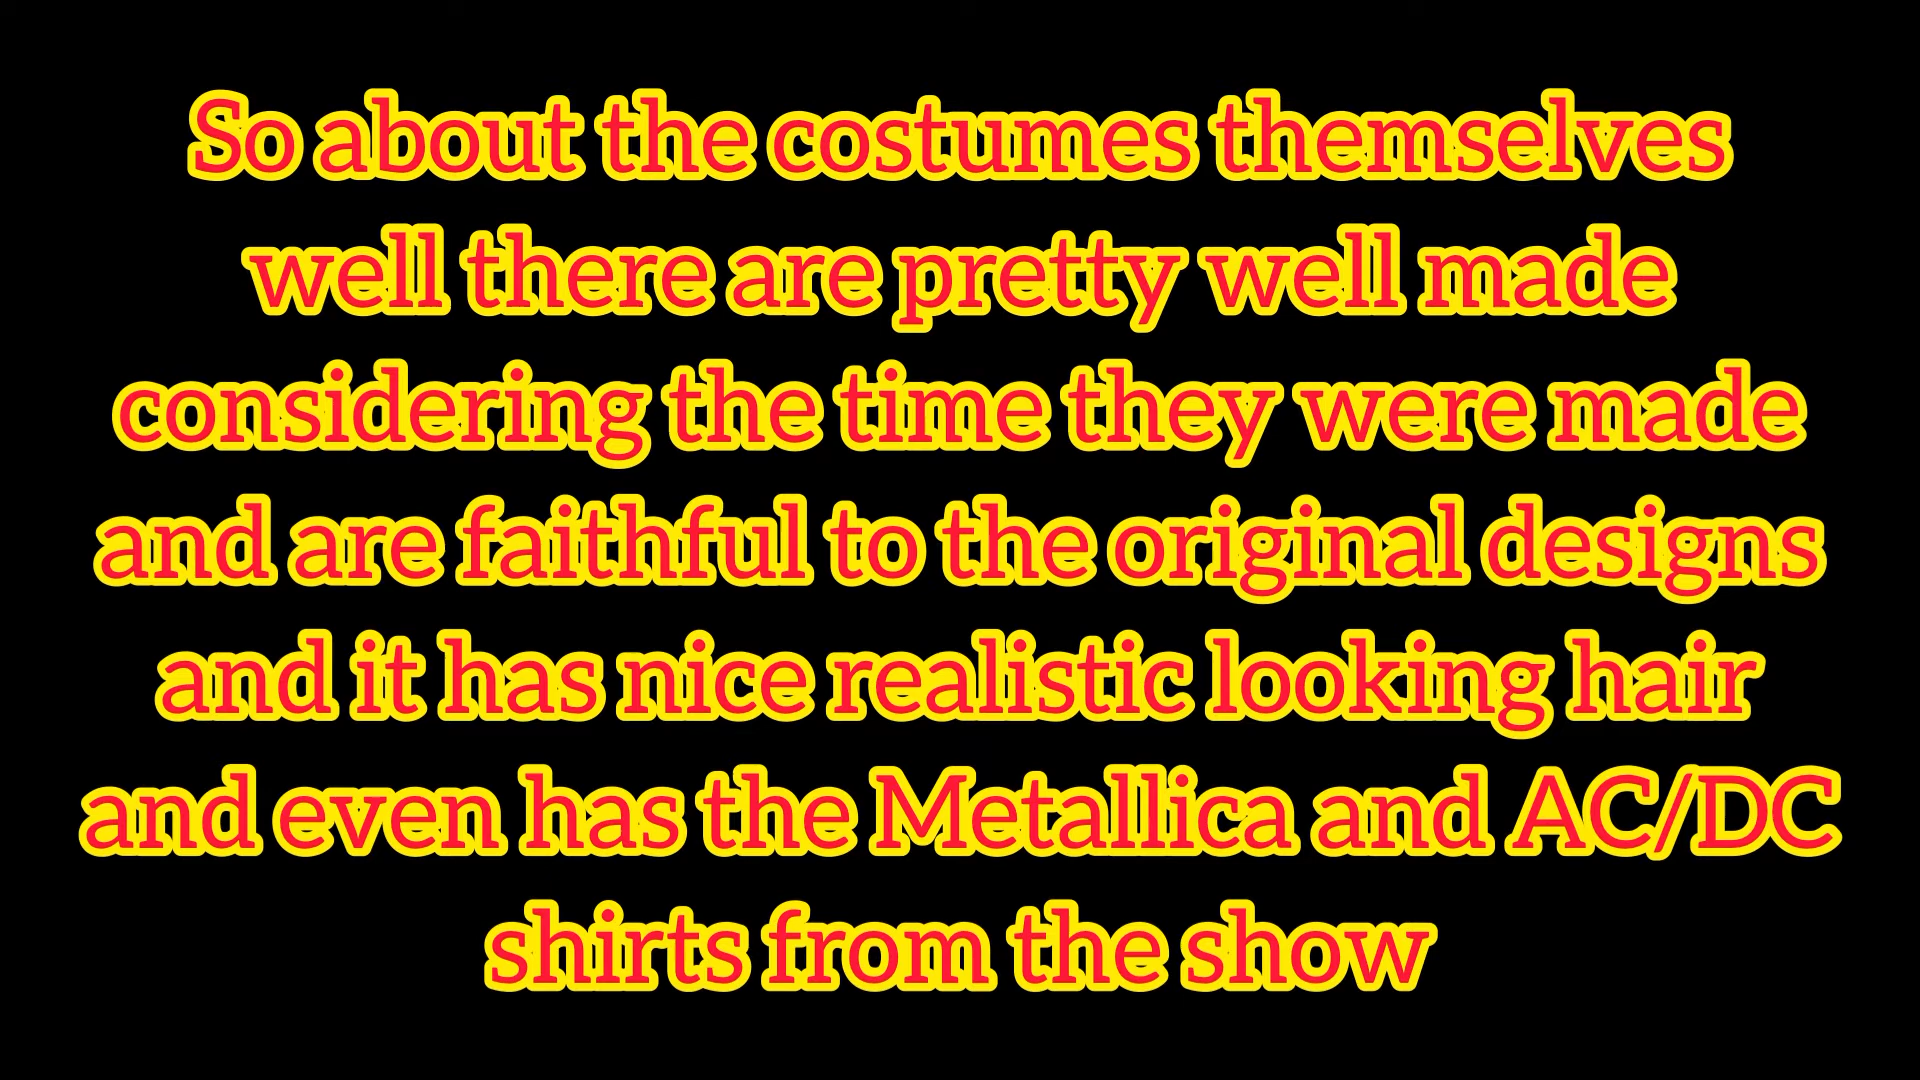 So about the costumes themselves
well there are pretty well made
considering the time they were made
and are faithful to the original designs
and it has nice realistic looking hair
and even has the Metallica and AC/DC
shirts from the show